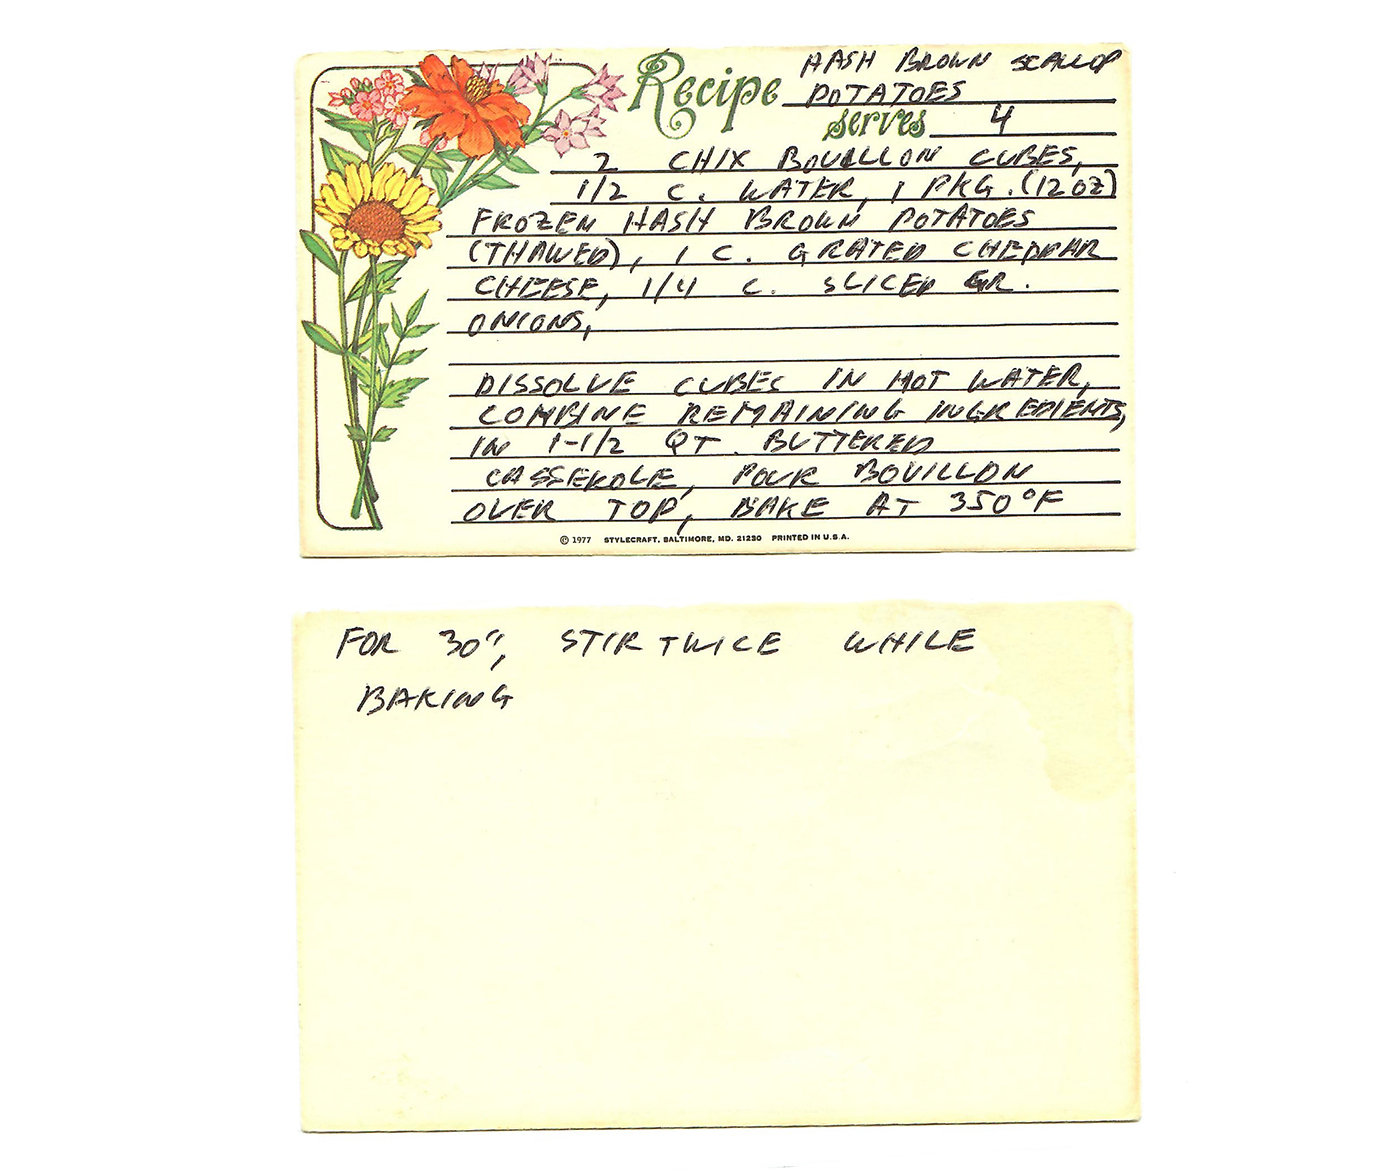 Recipe HASH BROWN SCALLOP
POTATOES
serves 4
2 CHIX BOUILLON CUBES,
1/2 C. WATER, 1 PKG. (12 OZ)
FROZEN HASH BROWN POTATOES
(THAWED), 1 C. GRATED CHEDDAR
CHEESE, 1/4 C. SLICED GR.
ONIONS,
DISSOLVE CUBES IN HOT WATER,
COMBINE REMAINING INGREDIENTS,
IN 1-1/2 QT. BUTTERED
CASSEROLE, POUR BOUILLON
OVER TOP, BAKE AT 350°F
© 1977 STYLECRAFT, BALTIMORE, MD. 21230 PRINTED IN U.S.A.
FOR 30", STIR TWICE WHILE
BAKING